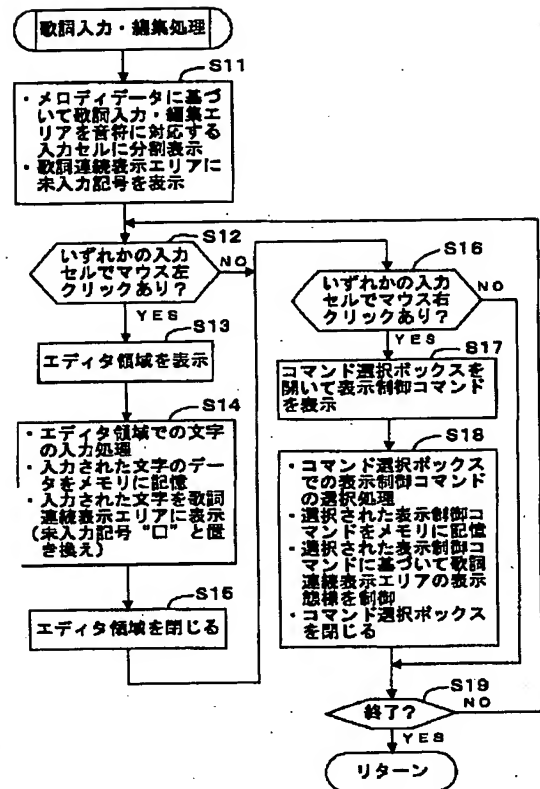 歌詞入力・編集処理
S11
・メロディデータに基づ
いて歌詞入力・編集エ
リアを音符に対応する
入力セルに分割表示
・歌詞連続表示エリアに
未入力記号を表示
S12
いずれかの入力
セルでマウス左
クリックあり?
NO
YES
S13
エディタ領域を表示
S14
・エディタ領域での文字
の入力処理
・入力された文字のデー
タをメモリに記憶
・入力された文字を歌詞
連続表示エリアに表示
(未入力記号“口”と置
き換え)
S15
エディタ領域を閉じる
S16
いずれかの入力
セルでマウス右
クリックあり?
NO
YES
S17
コマンド選択ボックスを
開いて表示制御コマンド
を表示
S18
・コマンド選択ボックス
での表示制御コマンド
の選択処理
・選択された表示制御コ
マンドをメモリに記憶
・選択された表示制御コ
マンドに基づいて歌詞
連続表示エリアの表示
態様を制御
・コマンド選択ボックス
を閉じる
S19
終了?
NO
YES
リターン